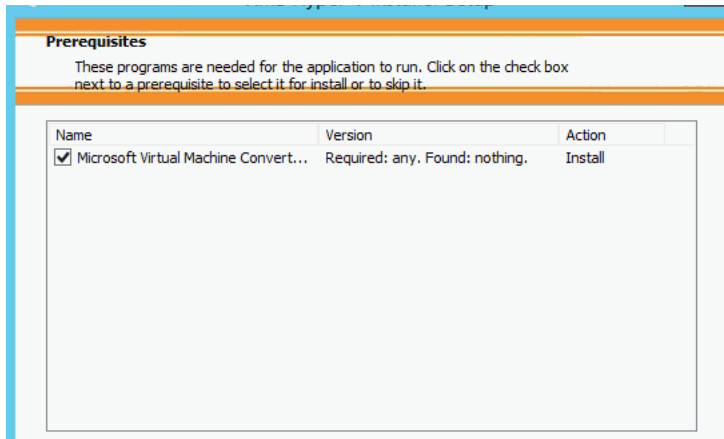 Prerequisites
These programs are needed for the application to run. Click on the check box
next to a prerequisite to select it for install or to skip it.
Name Version Action
Microsoft Virtual Machine Convert... Required: any. Found: nothing. Install